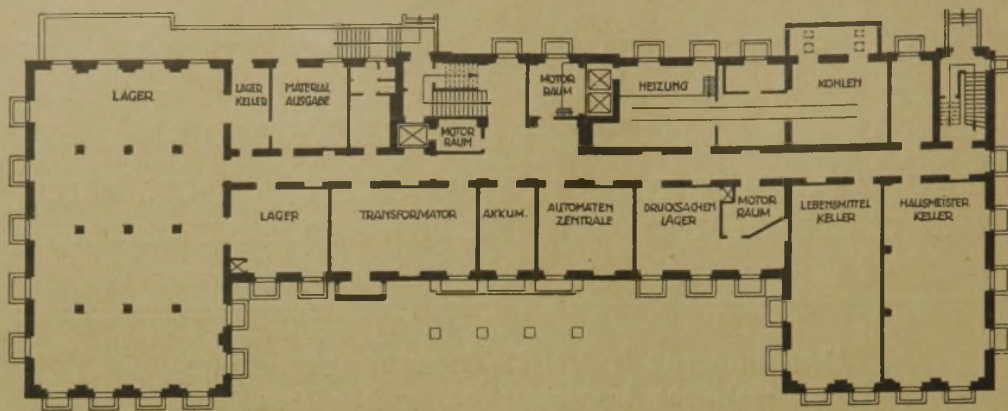 LAGER
LAGER
KELLER
MATERIAL
AUSGABE
MOTOR
RAUM
MOTOR
RAUM
HEIZUNG
KOHLEN
LAGER
TRANSFORMATOR
AKKUM.
AUTOMATEN
ZENTRALE
DRUCKSACHEN
LAGER
MOTOR
RAUM
LEBENSMITTEL
KELLER
HAUSMEISTER
KELLER